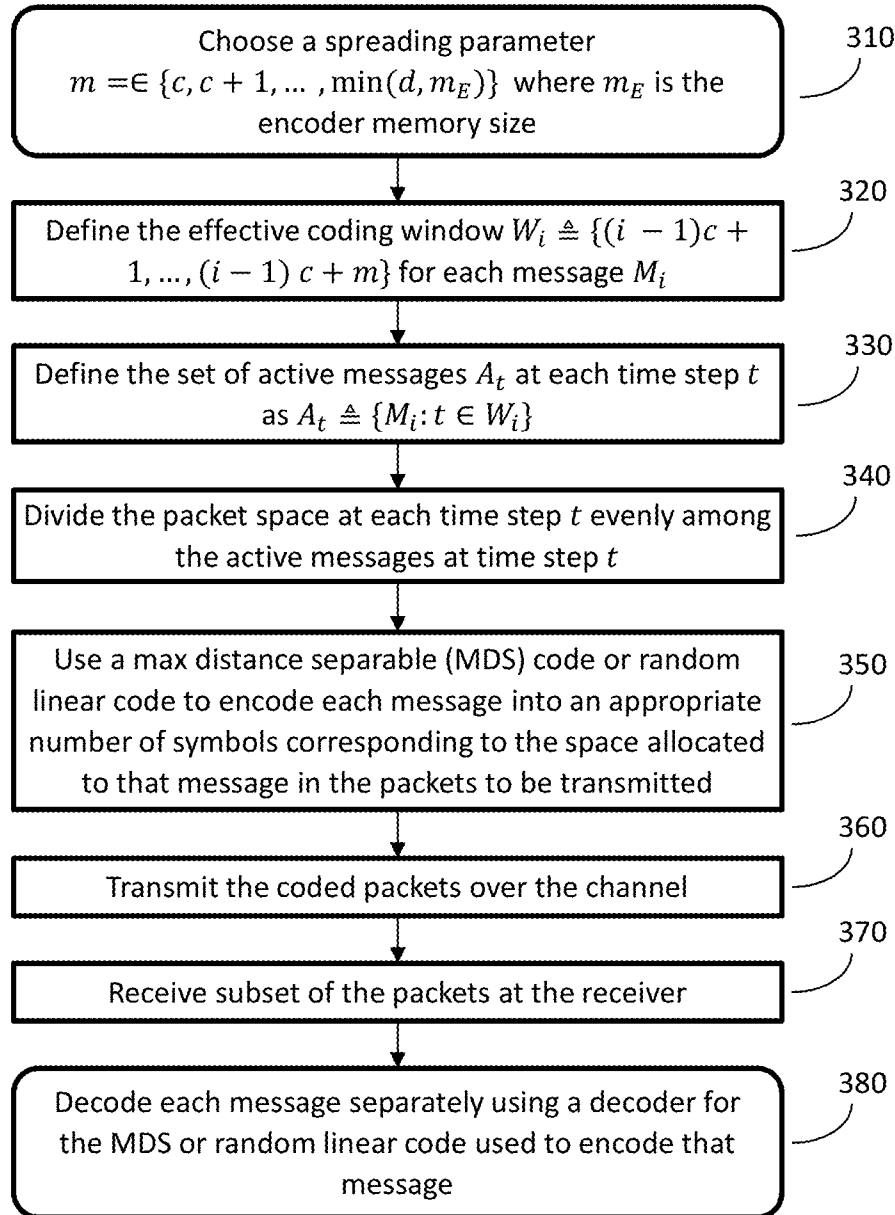 Choose a spreading parameter
m =∈ {c, c + 1, … , min(d, m_E)} where m_E is the
encoder memory size
310
Define the effective coding window W_i ≜ {(i − 1)c +
1, …, (i − 1) c + m} for each message M_i
320
Define the set of active messages A_t at each time step t
as A_t ≜ {M_i: t ∈ W_i}
330
Divide the packet space at each time step t evenly among
the active messages at time step t
340
Use a max distance separable (MDS) code or random
linear code to encode each message into an appropriate
number of symbols corresponding to the space allocated
to that message in the packets to be transmitted
350
Transmit the coded packets over the channel
360
Receive subset of the packets at the receiver
370
Decode each message separately using a decoder for
the MDS or random linear code used to encode that
message
380